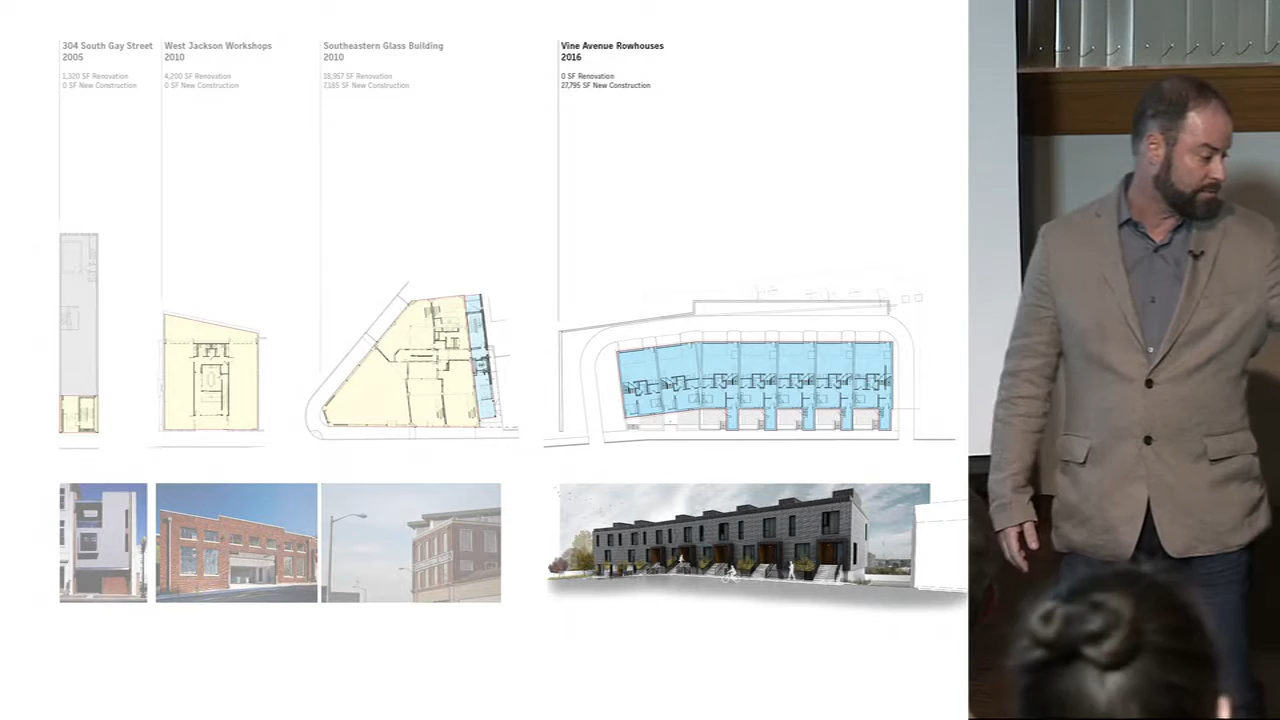 304 South Gay Street
2005
1,320 SF Renovation
0 SF New Construction
West Jackson Workshops
2010
4,200 SF Renovation
0 SF New Construction
Southeastern Glass Building
2010
18,957 SF Renovation
7,185 SF New Construction
Vine Avenue Rowhouses
2016
0 SF Renovation
27,795 SF New Construction